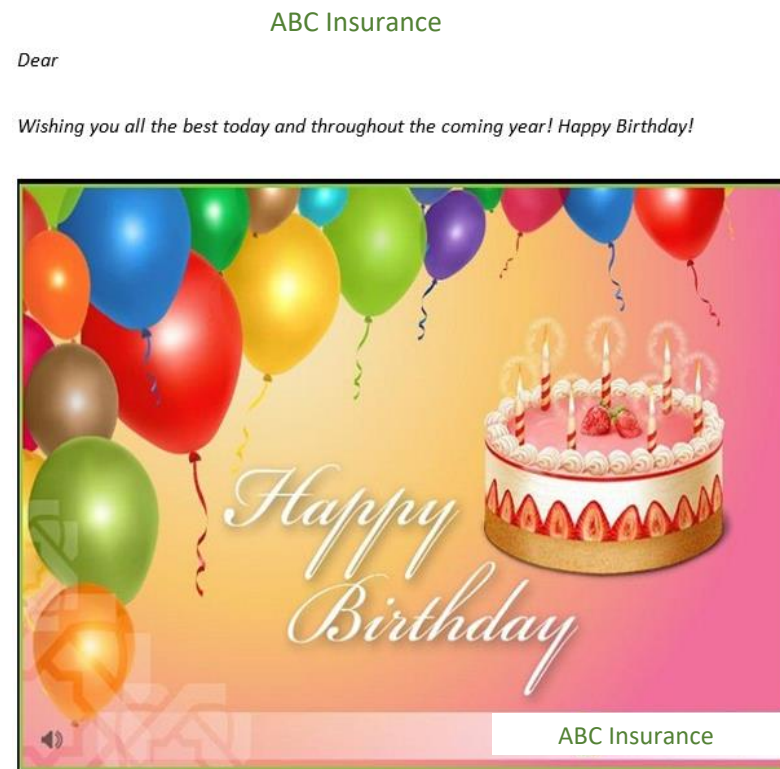 ABC Insurance
Dear
Wishing you all the best today and throughout the coming year! Happy Birthday!
Happy
Birthday
ABC Insurance